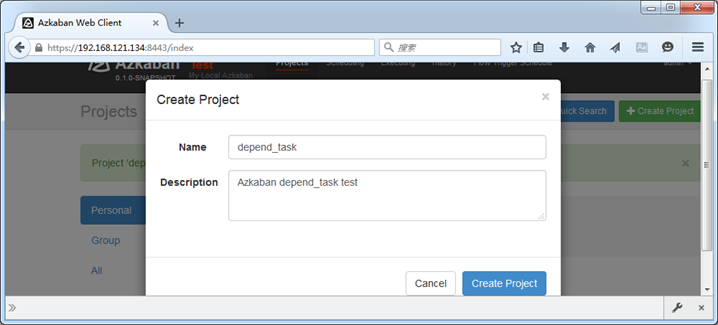 Azkaban Web Client
https://192.168.121.134:8443/index
搜索
Azkaban
Test
0.1.0-SNAPSHOT
My Local Azkaban
Projects
Scheduling
Executing
History
Flow Trigger Schedule
admin
Projects
Quick Search
Create Project
Create Project
Name
depend_task
Project 'dep
Description
Azkaban depend_task test
Personal
Group
All
Cancel
Create Project